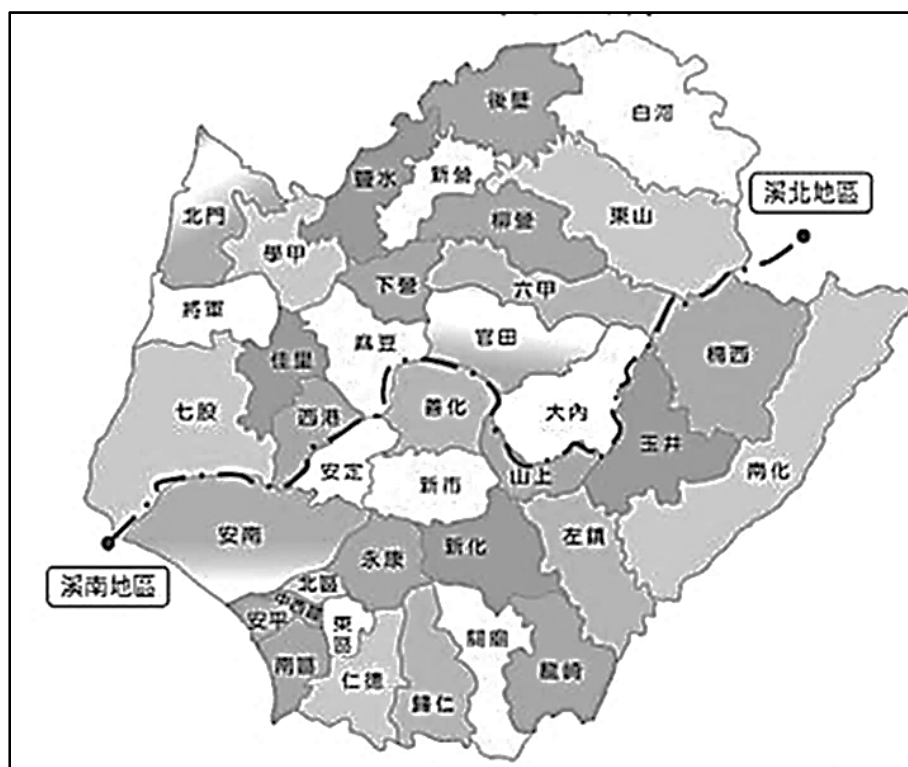 後壁
白河
鹽水
新營
溪北地區
北門
柳營
東山
學甲
下營
六甲
將軍
麻豆
官田
佳里
楠西
七股
西港
善化
大內
玉井
安定
新市
山上
南化
安南
永康
新化
左鎮
溪南地區
北區
中西區
安平
東區
南區
仁德
歸仁
關廟
龍崎